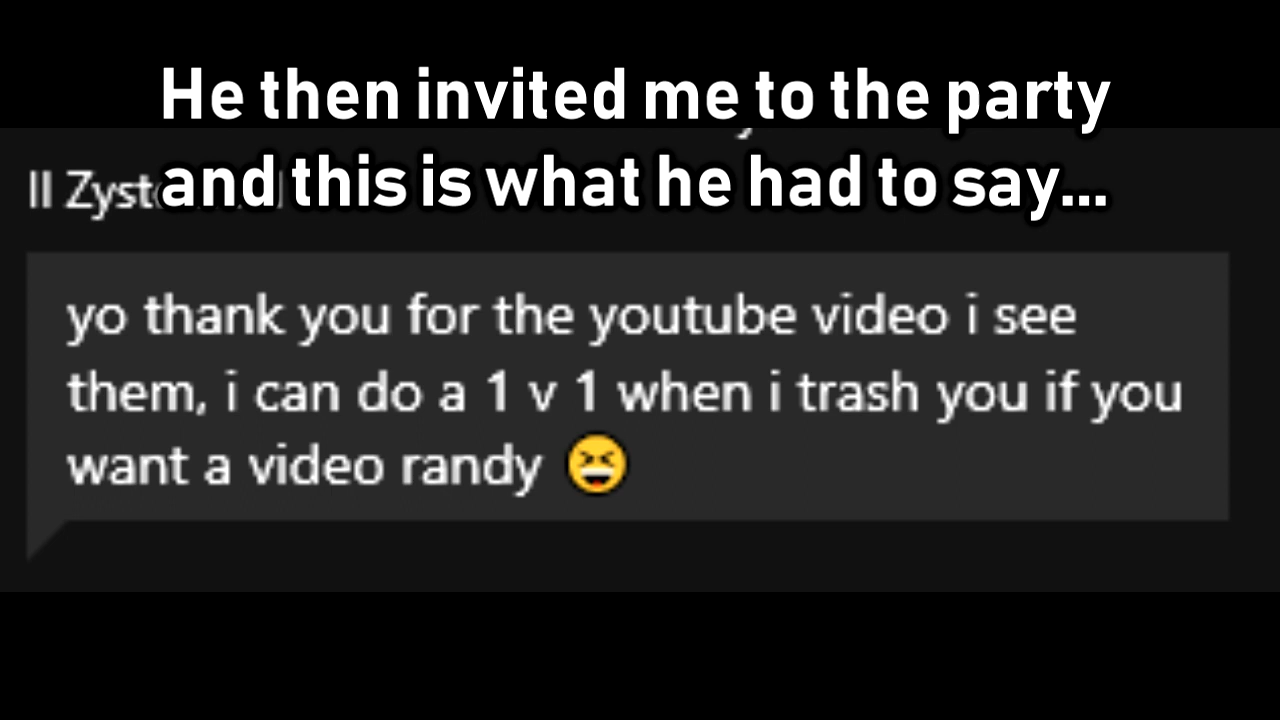 He then invited me to the party
and this is what he had to say...
yo thank you for the youtube video i see
them, i can do a 1 v 1 when i trash you if you
want a video randy 😆